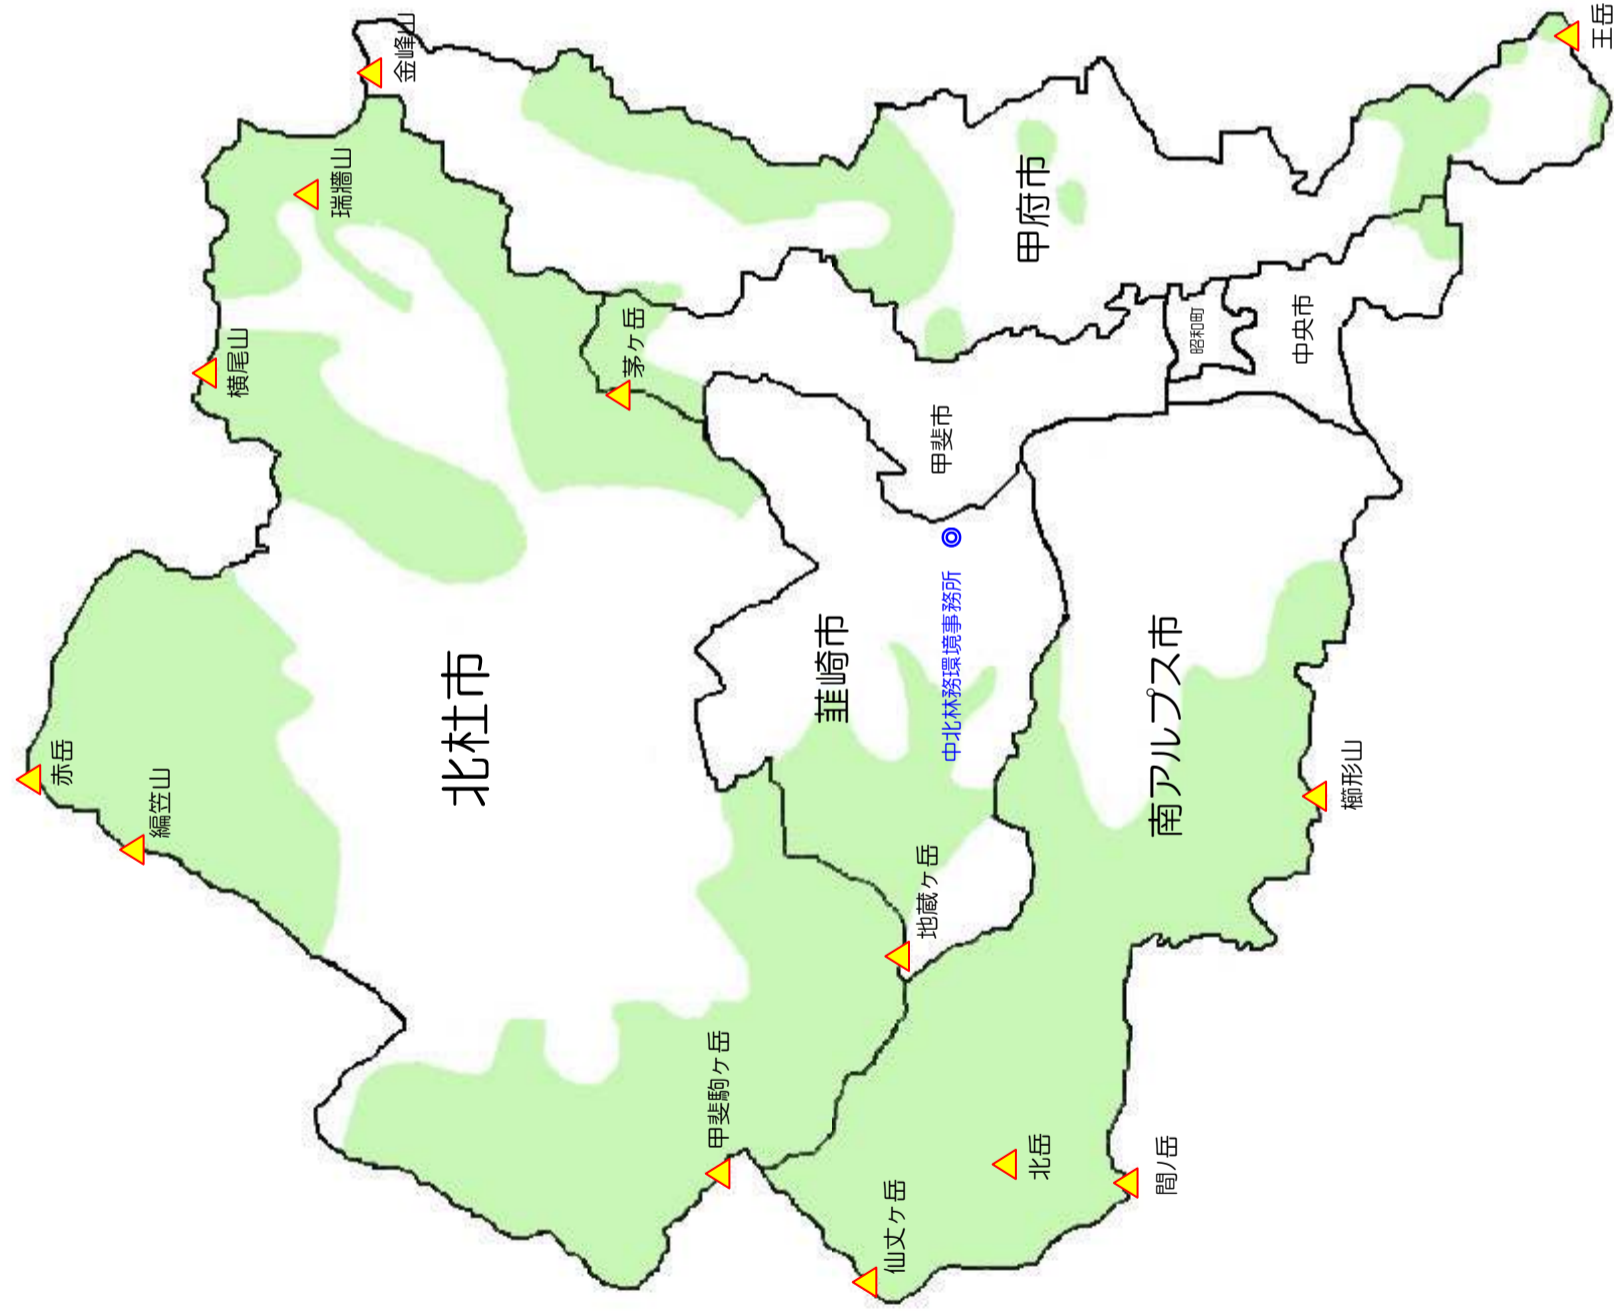 赤岳
編笠山
横尾山
瑞牆山
金峰山
茅ヶ岳
北杜市
甲斐駒ヶ岳
仙丈ヶ岳
北岳
間ノ岳
地蔵ヶ岳
韮崎市
中北林務環境事務所
甲斐市
甲府市
昭和町
中央市
南アルプス市
櫛形山
王岳